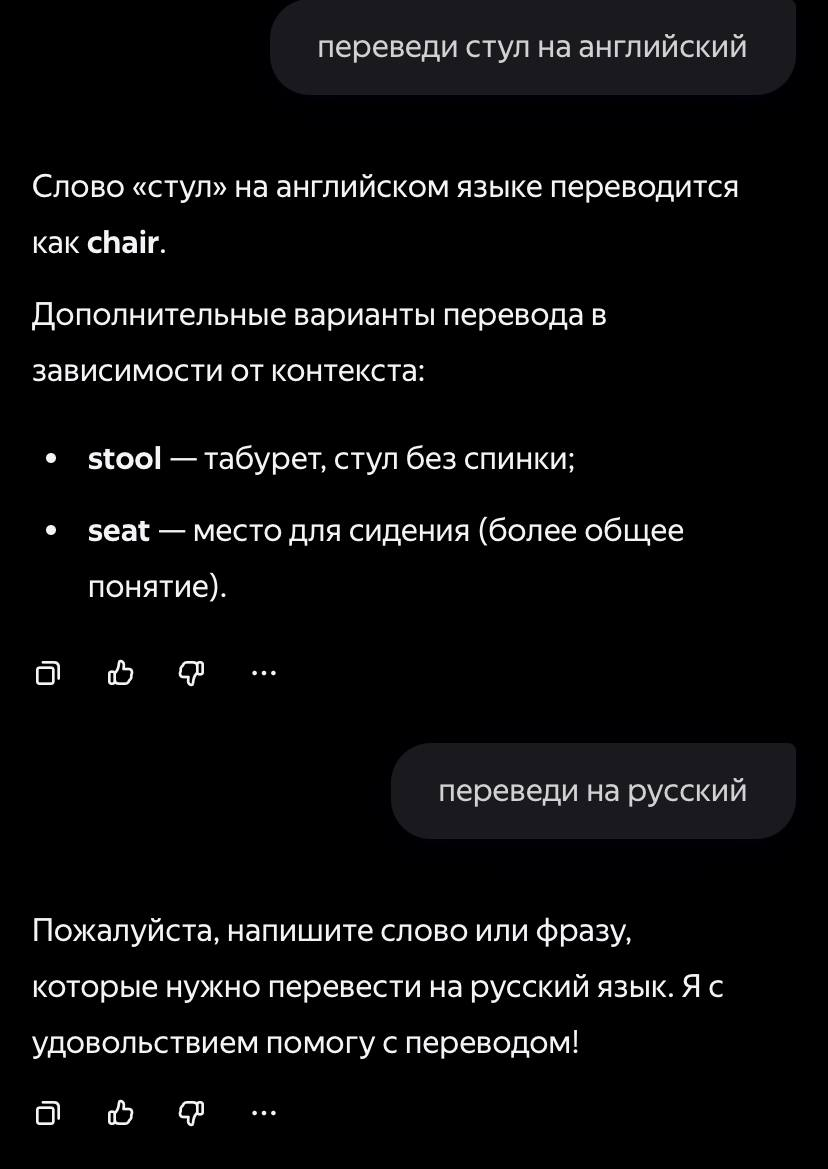 переведи стул на английский
Слово «стул» на английском языке переводится
как chair.
Дополнительные варианты перевода в
зависимости от контекста:
• stool — табурет, стул без спинки;
• seat — место для сидения (более общее
понятие).
переведи на русский
Пожалуйста, напишите слово или фразу,
которые нужно перевести на русский язык. Я с
удовольствием помогу с переводом!